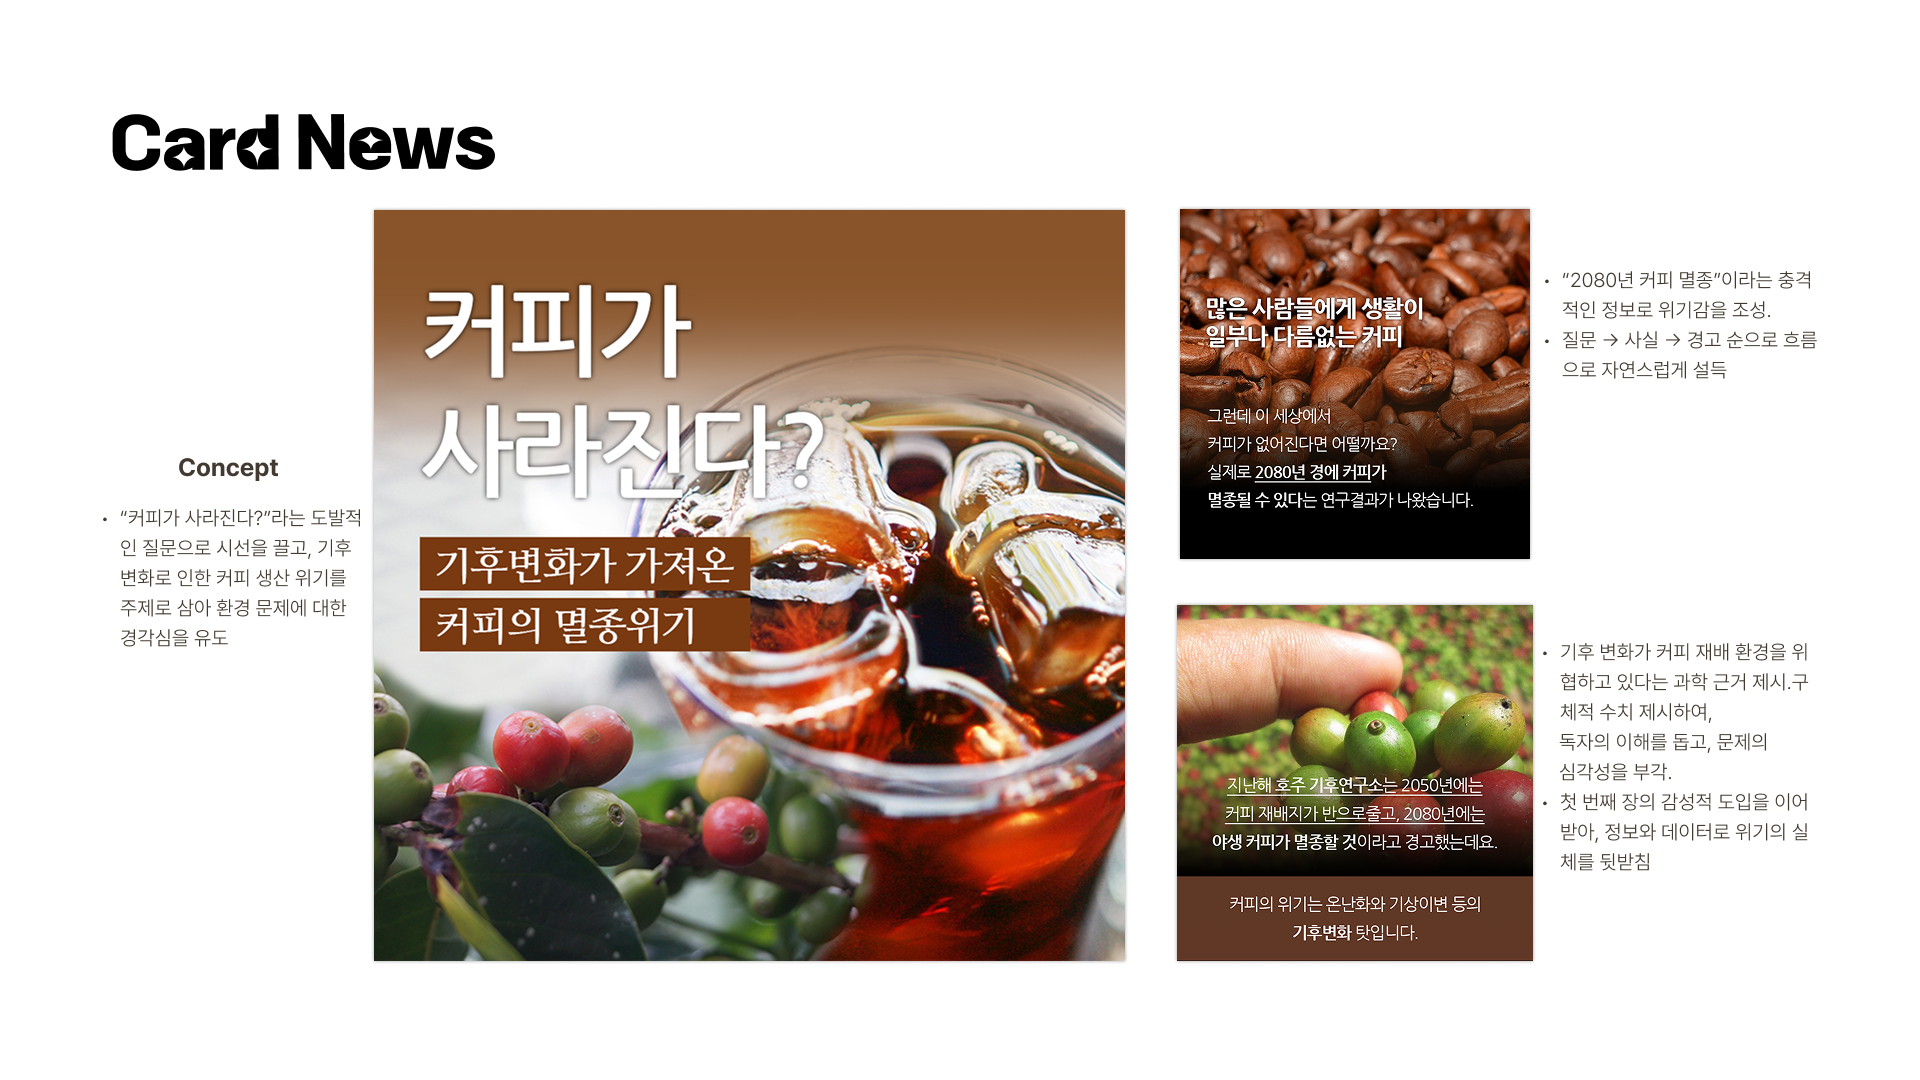 Card News
Concept
• “커피가 사라진다?”라는 도발적
인 질문으로 시선을 끌고, 기후
변화로 인한 커피 생산 위기를
주제로 삼아 환경 문제에 대한
경각심을 유도
커피가
사라진다?
기후변화가 가져온
커피의 멸종위기
많은 사람들에게 생활이
일부나 다름없는 커피
그런데 이 세상에서
커피가 없어진다면 어떨까요?
실제로 2080년 경에 커피가
멸종될 수 있다는 연구결과가 나왔습니다.
• “2080년 커피 멸종”이라는 충격
적인 정보로 위기감을 조성.
• 질문 → 사실 → 경고 순으로 흐름
으로 자연스럽게 설득
지난해 호주 기후연구소는 2050년에는
커피 재배지가 반으로줄고, 2080년에는
야생 커피가 멸종할 것이라고 경고했는데요.
커피의 위기는 온난화와 기상이변 등의
기후변화 탓입니다.
• 기후 변화가 커피 재배 환경을 위
협하고 있다는 과학 근거 제시.구
체적 수치 제시하여,
독자의 이해를 돕고, 문제의
심각성을 부각.
• 첫 번째 장의 감성적 도입을 이어
받아, 정보와 데이터로 위기의 실
체를 뒷받침